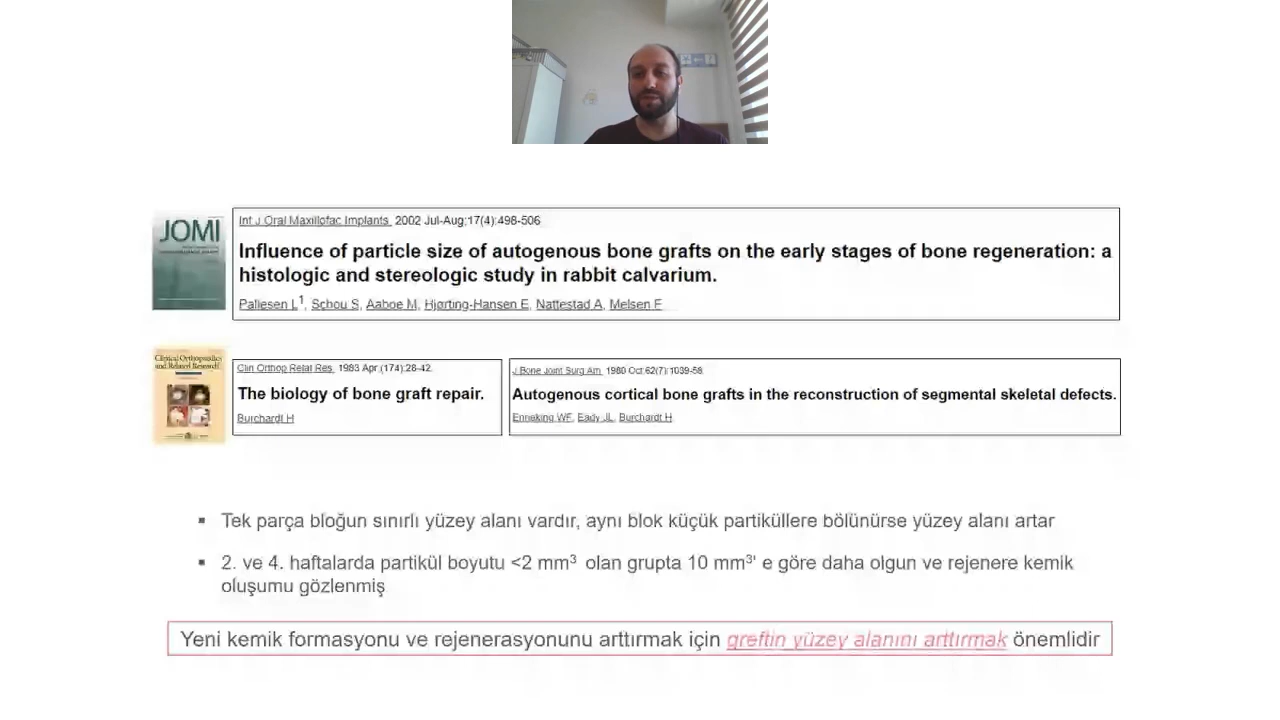 JOMI
Int J Oral Maxillofac Implants. 2002 Jul-Aug;17(4):498-506
Influence of particle size of autogenous bone grafts on the early stages of bone regeneration: a
histologic and stereologic study in rabbit calvarium.
Pallesen L1, Schou S, Aaboe M, Hjørting-Hansen E, Nattestad A, Melsen F
Clinical Orthopaedics
and Related Research
Clin Orthop Relat Res. 1983 Apr;(174):28-42.
The biology of bone graft repair.
Burchardt H
J Bone Joint Surg Am. 1980 Oct;62(7):1039-58
Autogenous cortical bone grafts in the reconstruction of segmental skeletal defects.
Enneking WF, Eady JL, Burchardt H
▪ Tek parça bloğun sınırlı yüzey alanı vardır, aynı blok küçük partiküllere bölünürse yüzey alanı artar
▪ 2. ve 4. haftalarda partikül boyutu <2 mm³ olan grupta 10 mm³' e göre daha olgun ve rejenere kemik
oluşumu gözlenmiş
Yeni kemik formasyonu ve rejenerasyonunu arttırmak için greftin yüzey alanını arttırmak önemlidir